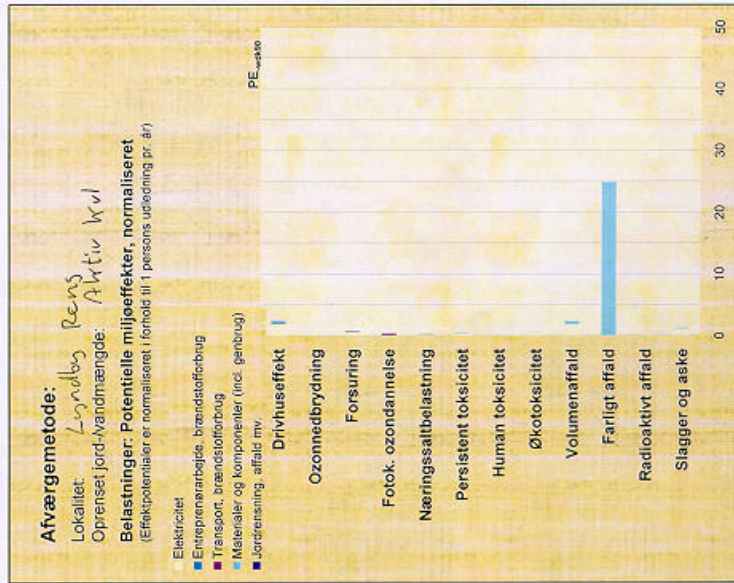 Afværgemetode:
Lokalitet: Lyndby Rens
Oprenset jord-/vandmængde: Aktiv kul
Belastninger: Potentielle miljøeffekter, normaliseret
(Effektpotentialer er normaliseret i forhold til 1 persons udledning pr. år)
Elektricitet
Entreprenørarbejde, brændstofforbrug
Transport, brændstofforbrug
Materialer og komponenter (incl. genbrug)
Jordrensning, affald mv.
Drivhuseffekt
Ozonnedbrydning
Forsuring
Fotok. ozondannelse
Næringssaltbelastning
Persistent toksicitet
Human toksicitet
Økotoksicitet
Volumenaffald
Farligt affald
Radioaktivt affald
Slagger og aske
0 10 20 30 40 50